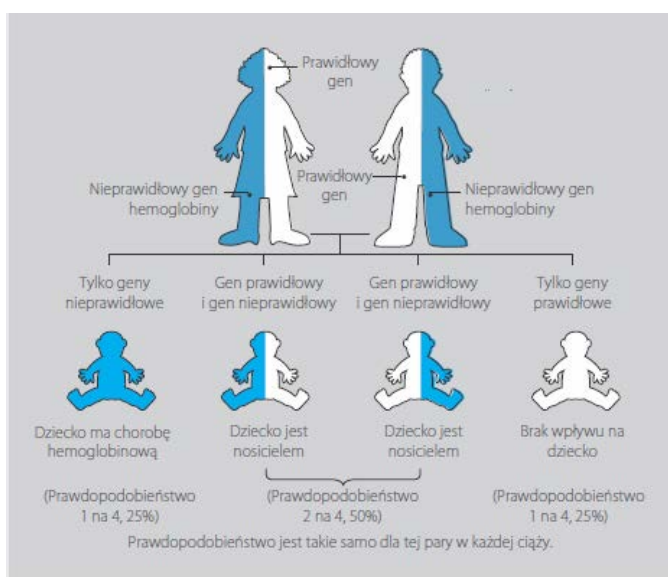 Prawidłowy
gen
Prawidłowy
gen
Nieprawidłowy gen
hemoglobiny
Nieprawidłowy gen
hemoglobiny
Tylko geny
nieprawidłowe
Gen prawidłowy
i gen nieprawidłowy
Gen prawidłowy
i gen nieprawidłowy
Tylko geny
prawidłowe
Dziecko ma chorobę
hemoglobinową
Dziecko jest
nosicielem
Dziecko jest
nosicielem
Brak wpływu na
dziecko
(Prawdopodobieństwo
1 na 4, 25%)
(Prawdopodobieństwo
2 na 4, 50%)
(Prawdopodobieństwo
1 na 4, 25%)
Prawdopodobieństwo jest takie samo dla tej pary w każdej ciąży.